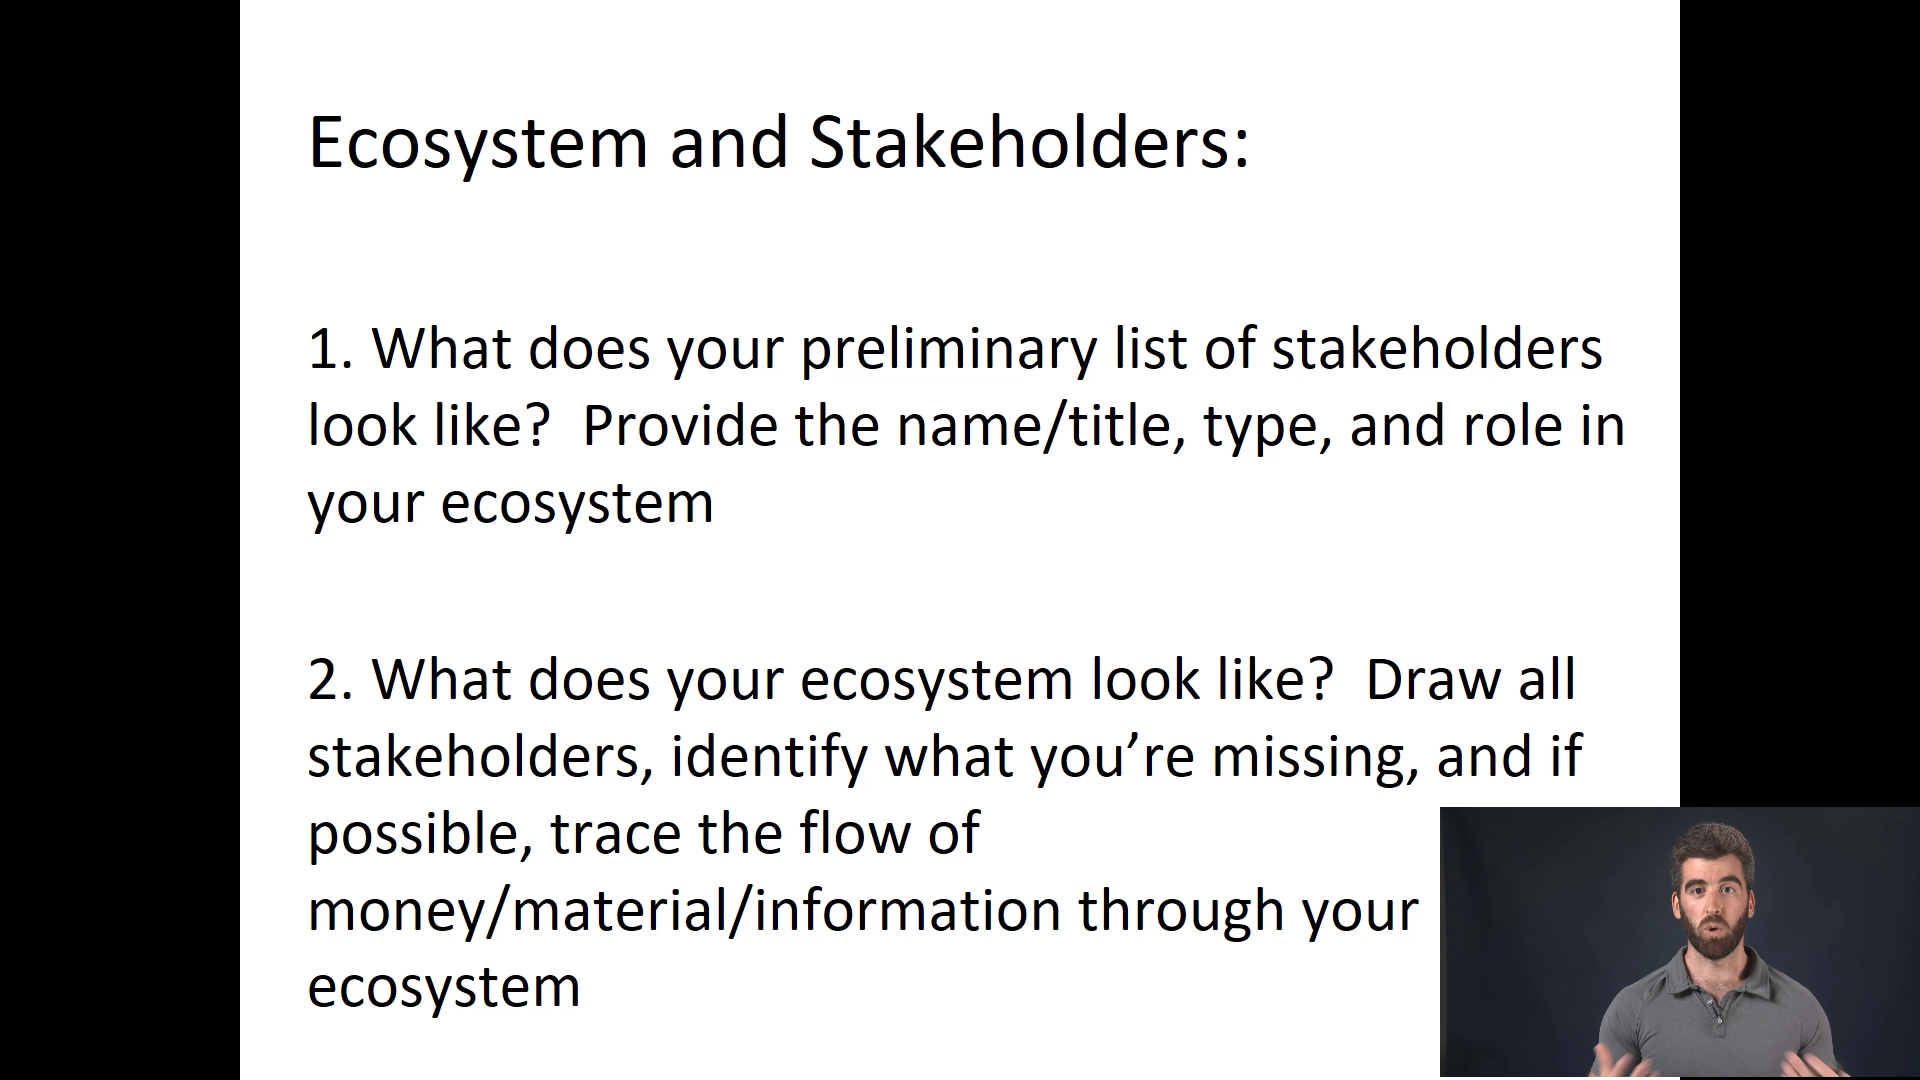 Ecosystem and Stakeholders:
1. What does your preliminary list of stakeholders
look like?  Provide the name/title, type, and role in
your ecosystem
2. What does your ecosystem look like?  Draw all
stakeholders, identify what you’re missing, and if
possible, trace the flow of
money/material/information through your
ecosystem